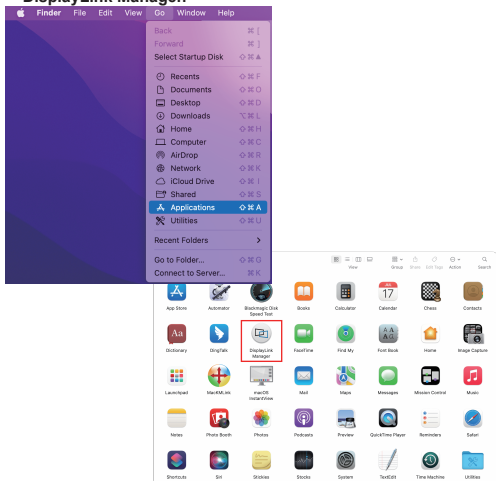 DisplayLink Manager.
Finder File Edit View Go Window Help
Back ⌘ [
Forward ⌘ ]
Select Startup Disk ⇧⌘▲
Recents ⇧⌘F
Documents ⇧⌘O
Desktop ⇧⌘D
Downloads ⌥⌘L
Home ⇧⌘H
Computer ⇧⌘C
AirDrop ⇧⌘R
Network ⇧⌘K
iCloud Drive ⇧⌘I
Shared ⇧⌘S
Applications ⇧⌘A
Utilities ⇧⌘U
Recent Folders >
Go to Folder... ⇧⌘G
Connect to Server... ⌘K
View Group Share Edit Tags Action Search
17
App Store Automator Blackmagic Disk Speed Test Books Calculator Calendar Chess Contacts
Aa
AA
AG
Dictionary DingTalk DisplayLink Manager FaceTime Find My Font Book Home Image Capture
Launchpad MacKMLink macOS InstantView Mail Maps Messages Mission Control Music
Notes Photo Booth Photos Podcasts Preview QuickTime Player Reminders Safari
Shortcuts Siri Stickies Stocks System TextEdit Time Machine Utilities